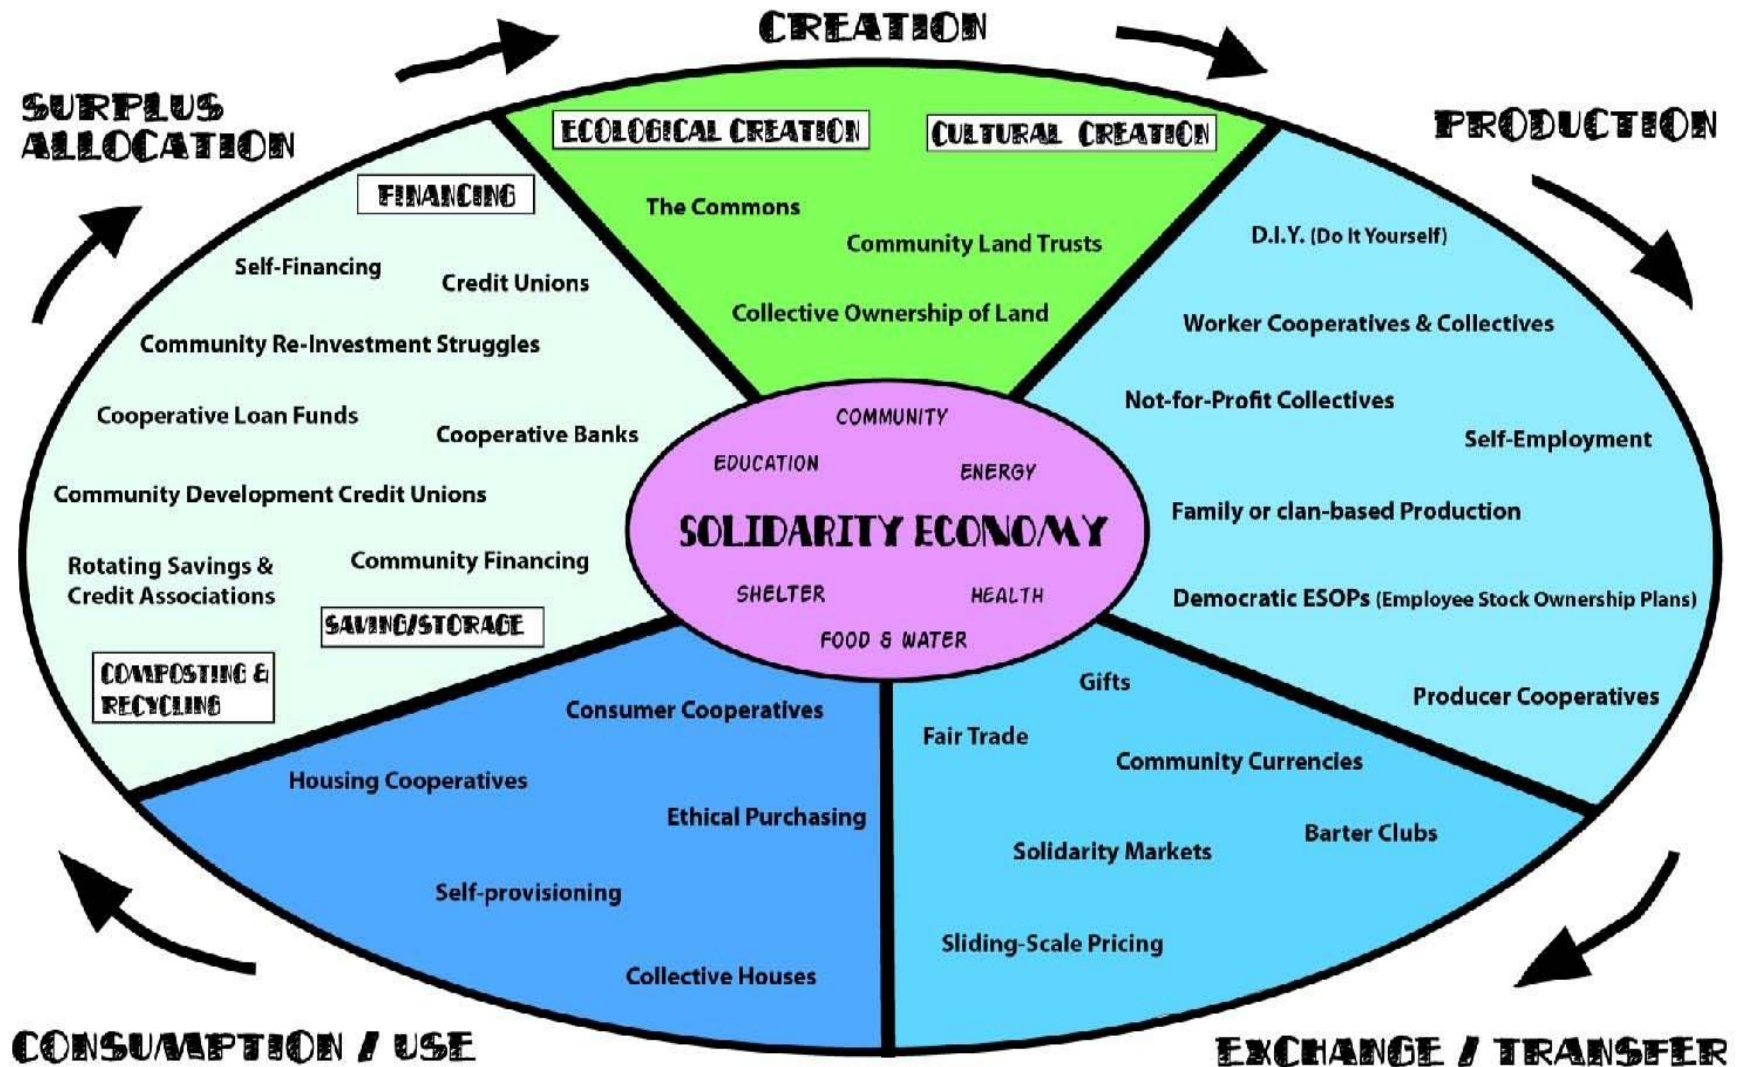 CREATION
SURPLUS
ALLOCATION
PRODUCTION
ECOLOGICAL CREATION
CULTURAL CREATION
The Commons
Community Land Trusts
Collective Ownership of Land
FINANCING
Self-Financing
Credit Unions
Community Re-Investment Struggles
Cooperative Loan Funds
Cooperative Banks
Community Development Credit Unions
Rotating Savings &
Credit Associations
Community Financing
SAVING/STORAGE
COMPOSTING &
RECYCLING
D.I.Y. (Do It Yourself)
Worker Cooperatives & Collectives
Not-for-Profit Collectives
Self-Employment
Family or clan-based Production
Democratic ESOPs (Employee Stock Ownership Plans)
Producer Cooperatives
COMMUNITY
EDUCATION
ENERGY
SOLIDARITY ECONOMY
SHELTER
HEALTH
FOOD & WATER
Consumer Cooperatives
Housing Cooperatives
Ethical Purchasing
Self-provisioning
Collective Houses
Gifts
Fair Trade
Community Currencies
Barter Clubs
Solidarity Markets
Sliding-Scale Pricing
CONSUMPTION / USE
EXCHANGE / TRANSFER